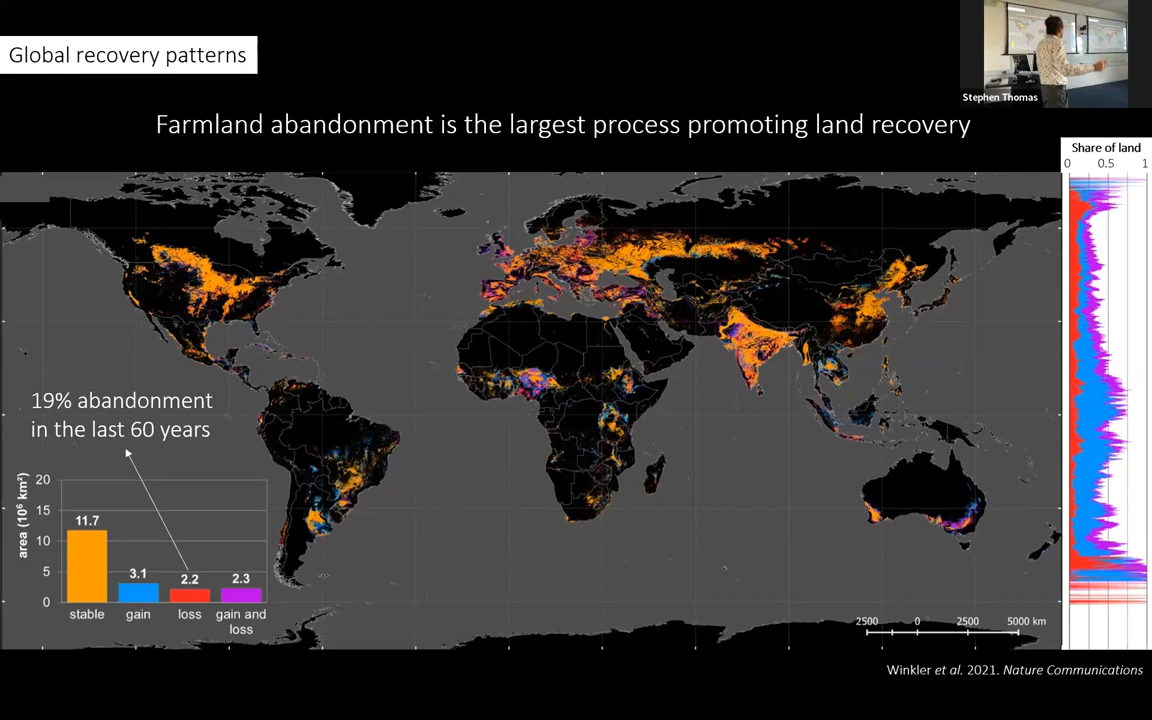 Global recovery patterns
Stephen Thomas
Farmland abandonment is the largest process promoting land recovery
Share of land
0 0.5 1
19% abandonment
in the last 60 years
area (10⁶ km²)
20
15
10
5
0
11.7
3.1
2.2
2.3
stable gain loss gain and
loss
2500 0 2500 5000 km
Winkler et al. 2021. Nature Communications